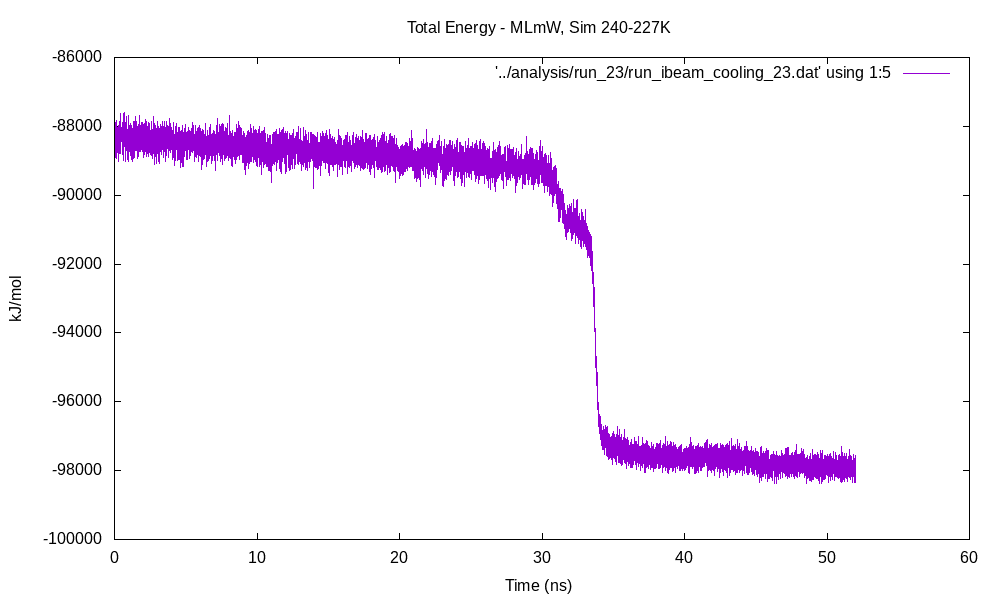 Total Energy - MLmW, Sim 240-227K
'../analysis/run_23/run_ibeam_cooling_23.dat' using 1:5
-86000
-88000
-90000
-92000
-94000
-96000
-98000
-100000
kJ/mol
0 10 20 30 40 50 60
Time (ns)